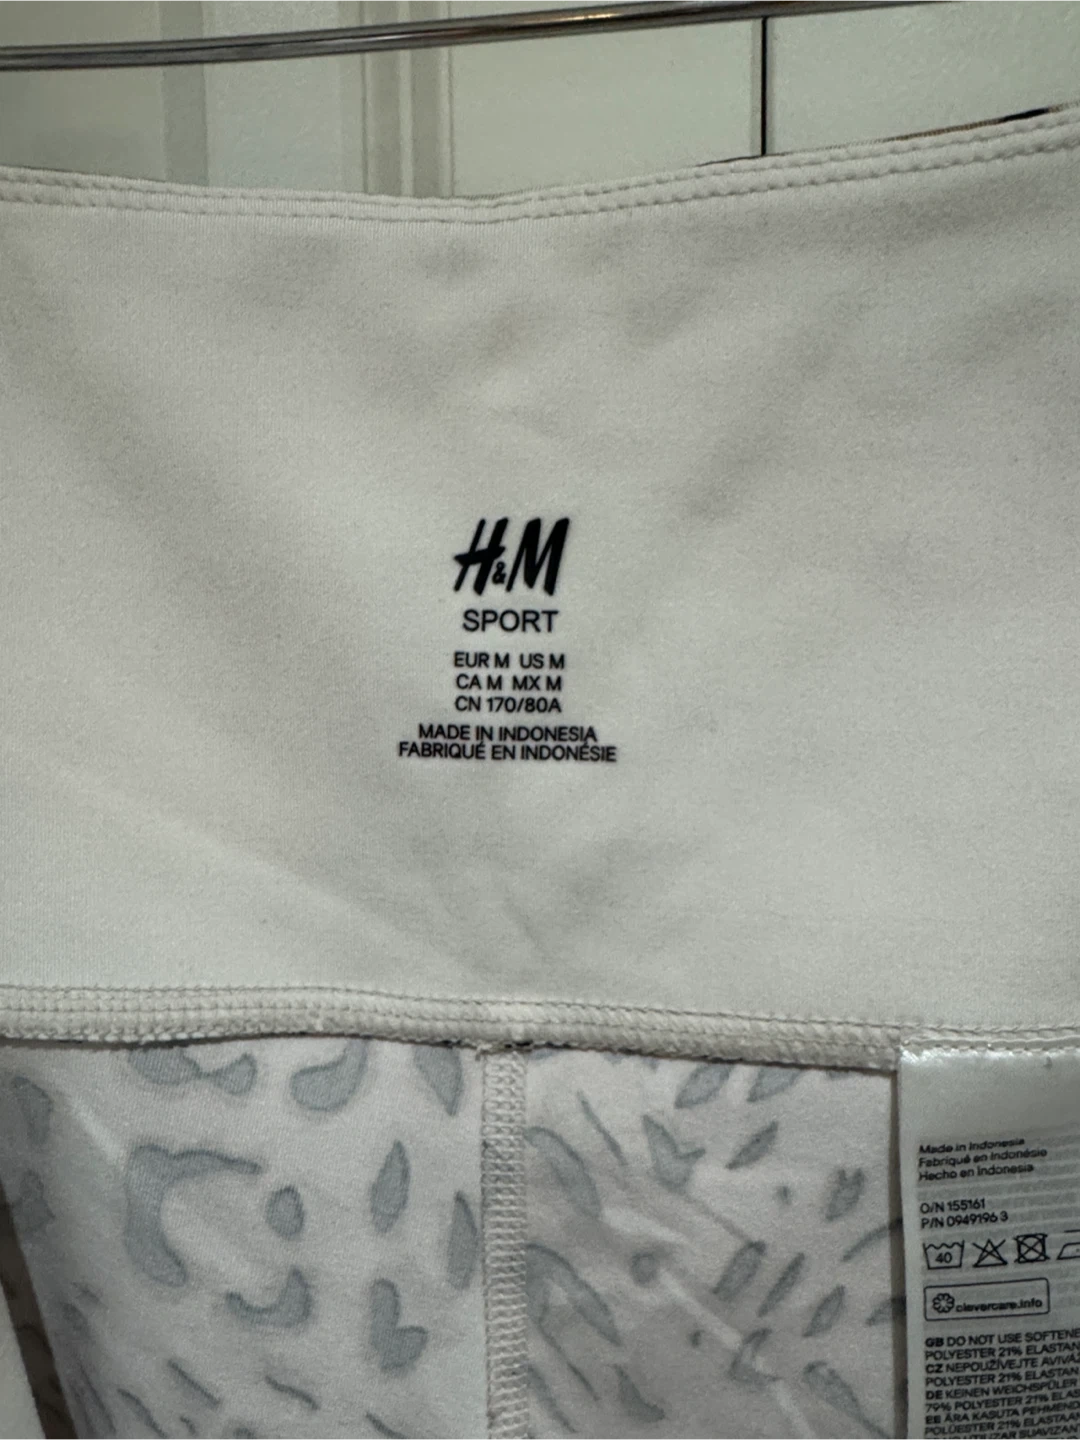 H&M
SPORT
EUR M US M
CA M MX M
CN 170/80A
MADE IN INDONESIA
FABRIQUÉ EN INDONÉSIE
Made in Indonesia
Fabriqué en Indonésie
Hecho en Indonesia
O/N 155161
P/N 0949196 3
40
clevercare.info
GB DO NOT USE SOFTENE
POLYESTER 21% ELASTAN
CZ NEPOUŽÍVEJTE AVIVÁ
POLYESTER 21% ELASTAN
DE KEINEN WEICHSPÜLER
79% POLYESTER 21% ELAS
EE ÄRA KASUTA PEHMEND
POLÜESTER 21% ELASTAAN